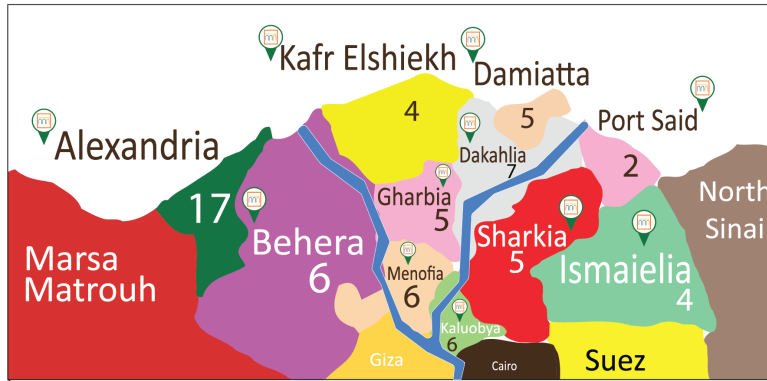 Kafr Elshiekh
Damiatta
Alexandria
Port Said
4
5
Dakahlia
7
2
17
Gharbia
5
North
Sinai
Behera
6
Sharkia
5
Ismaielia
4
Marsa
Matrouh
Menofia
6
Kaluobya
6
Giza
Cairo
Suez